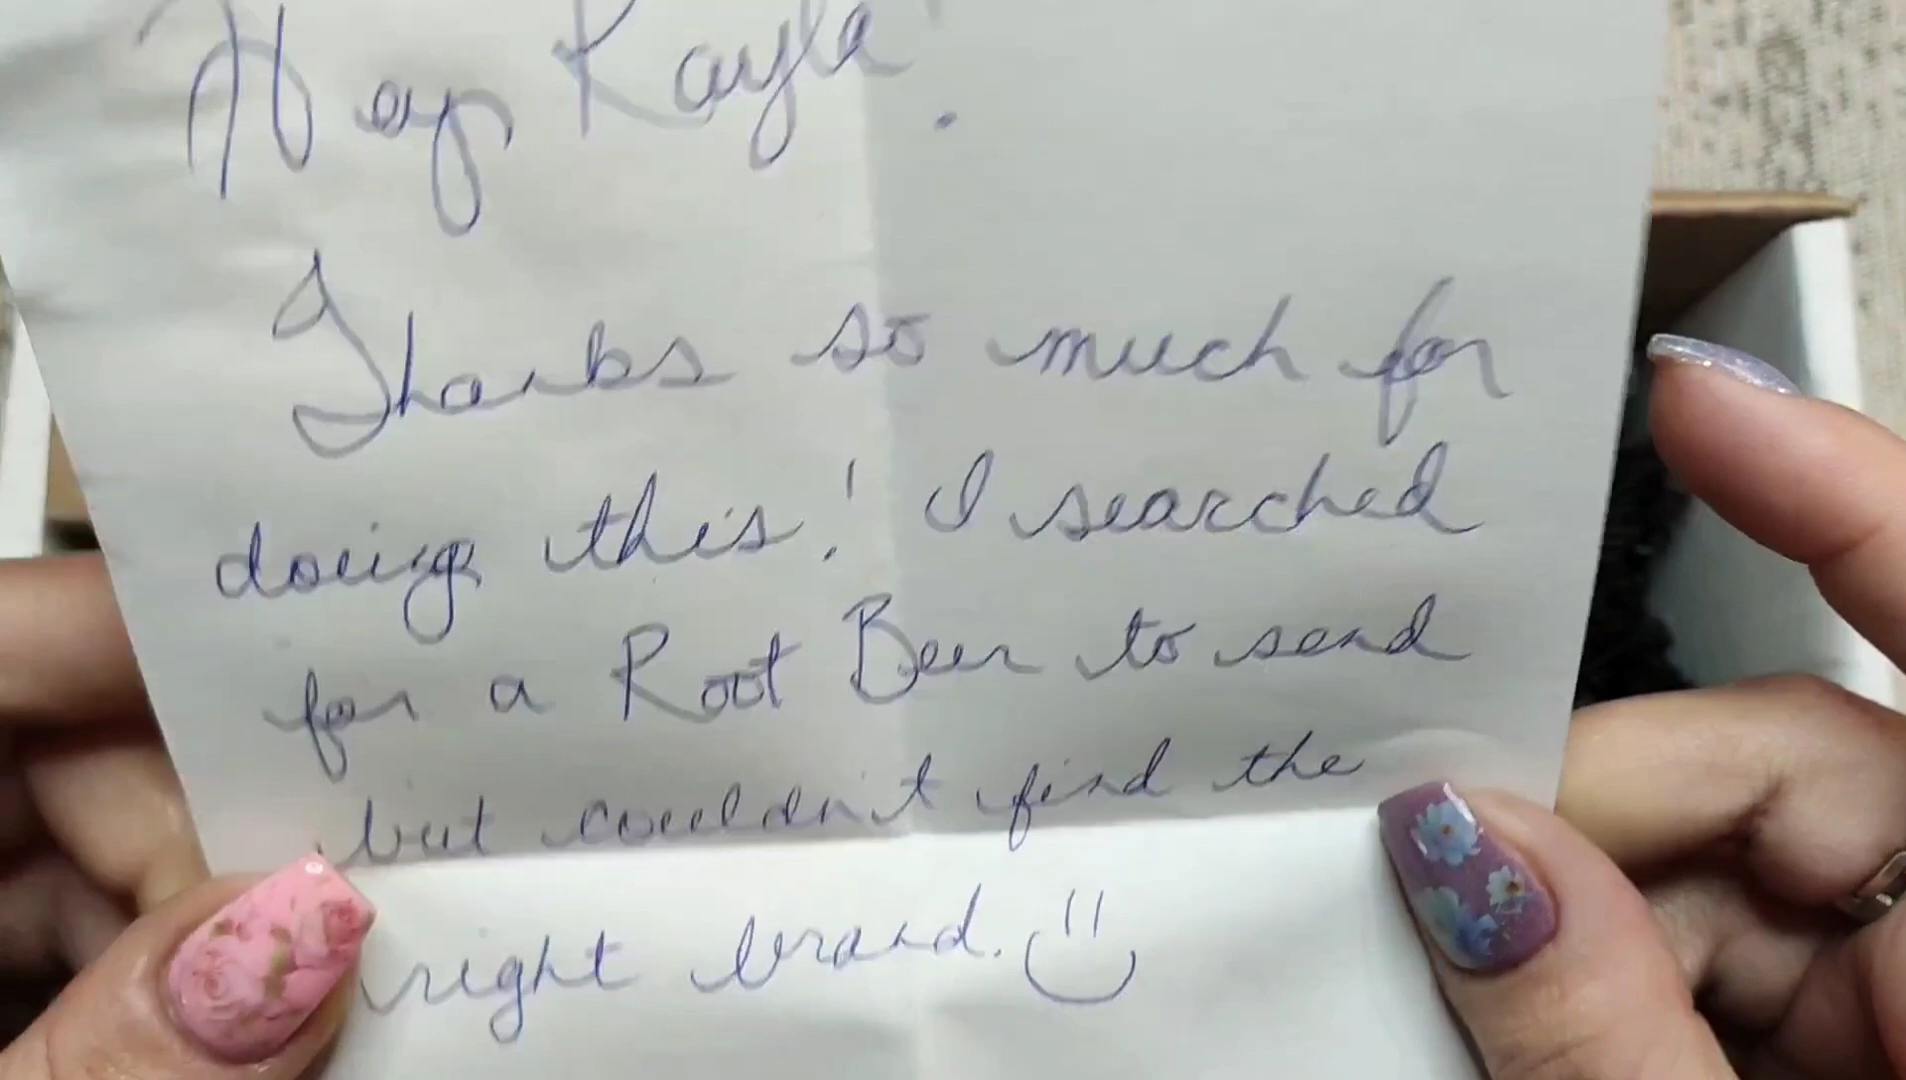 Hey Kayla!
Thanks so much for
doing this! I searched
for a Root Beer to send
but couldn't find the
right brand. :)